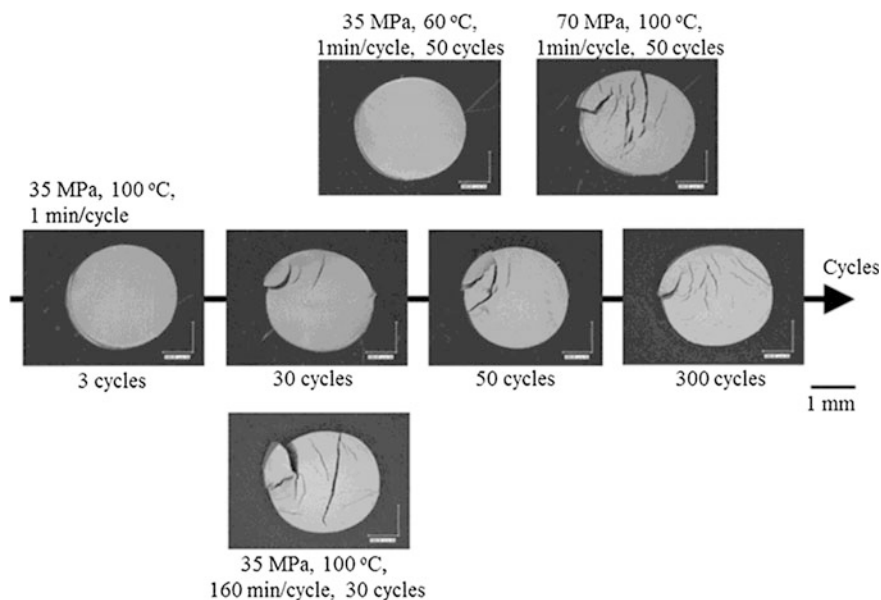 35 MPa, 60 °C,
1min/cycle, 50 cycles
70 MPa, 100 °C,
1min/cycle, 50 cycles
35 MPa, 100 °C,
1 min/cycle
Cycles
3 cycles
30 cycles
50 cycles
300 cycles
1 mm
35 MPa, 100 °C,
160 min/cycle, 30 cycles